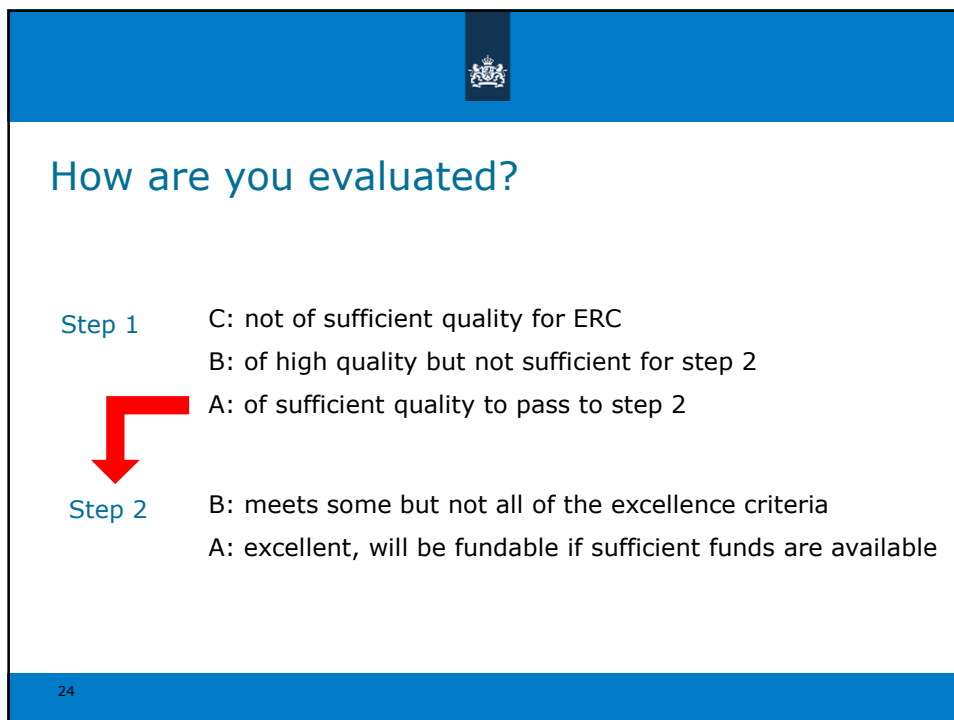 How are you evaluated?
Step 1
C: not of sufficient quality for ERC
B: of high quality but not sufficient for step 2
A: of sufficient quality to pass to step 2
Step 2
B: meets some but not all of the excellence criteria
A: excellent, will be fundable if sufficient funds are available
24